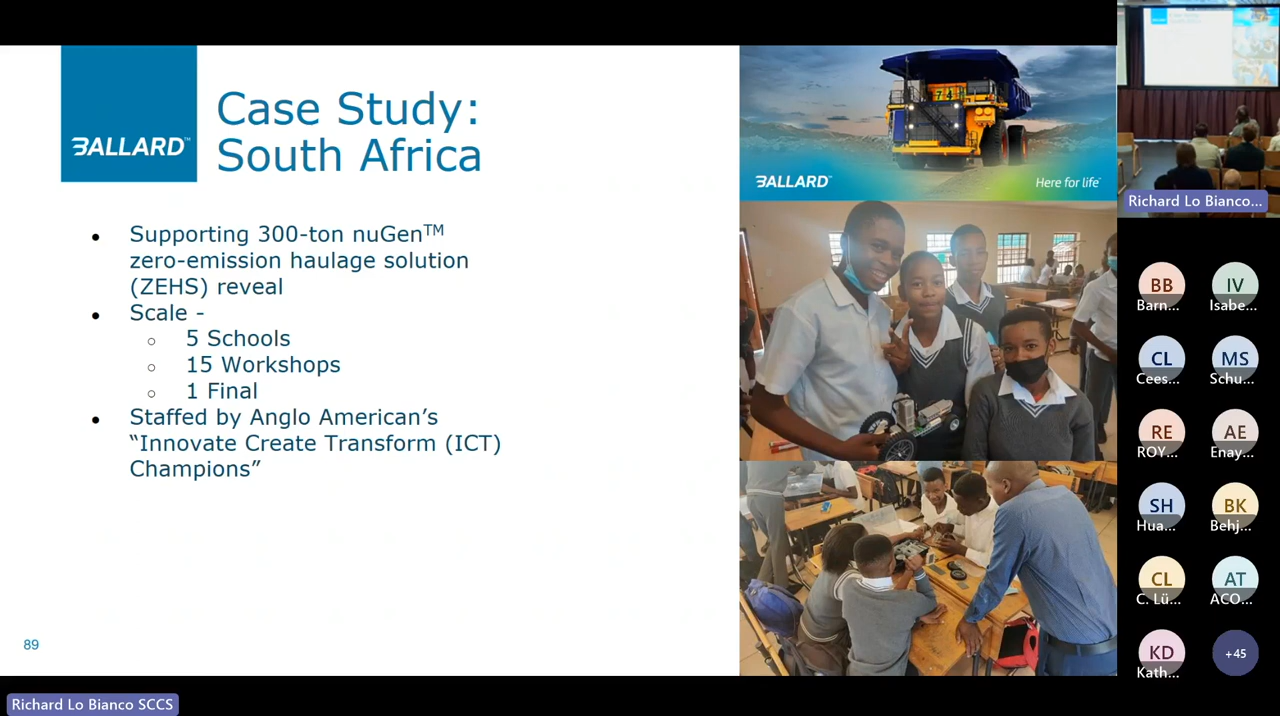 BALLARD™
Case Study:
South Africa
• Supporting 300-ton nuGen™
zero-emission haulage solution
(ZEHS) reveal
• Scale -
○ 5 Schools
○ 15 Workshops
○ 1 Final
• Staffed by Anglo American’s
“Innovate Create Transform (ICT)
Champions”
89
BALLARD™
Here for life™
Richard Lo Bianco...
BB
IV
Barn...
Isabe...
CL
MS
Cees...
Schu...
RE
AE
ROY...
Enay...
SH
BK
Hua...
Behj...
CL
AT
C. Lü...
ACO...
KD
+45
Kath...
Richard Lo Bianco SCCS